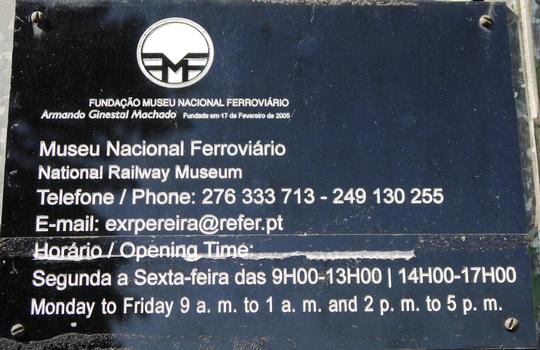 FMF
FUNDAÇÃO MUSEU NACIONAL FERROVIÁRIO
Armando Ginestal Machado Fundada em 17 de Fevereiro de 2005
Museu Nacional Ferroviário
National Railway Museum
Telefone / Phone: 276 333 713 - 249 130 255
E-mail: exrpereira@refer.pt
Horário / Opening Time:
Segunda a Sexta-feira das 9H00-13H00 | 14H00-17H00
Monday to Friday 9 a. m. to 1 a. m. and 2 p. m. to 5 p. m.